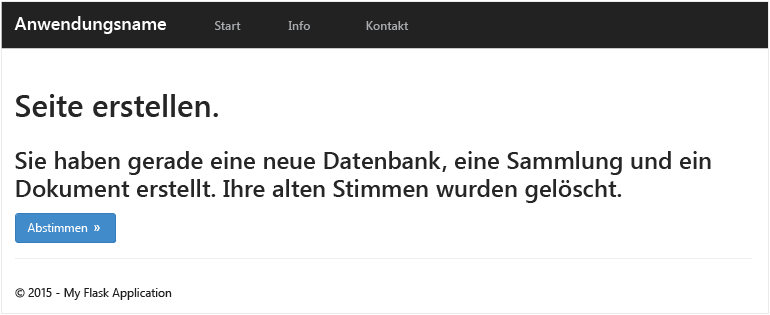 Anwendungsname Start Info Kontakt
Seite erstellen.
Sie haben gerade eine neue Datenbank, eine Sammlung und ein
Dokument erstellt. Ihre alten Stimmen wurden gelöscht.
Abstimmen »
© 2015 - My Flask Application